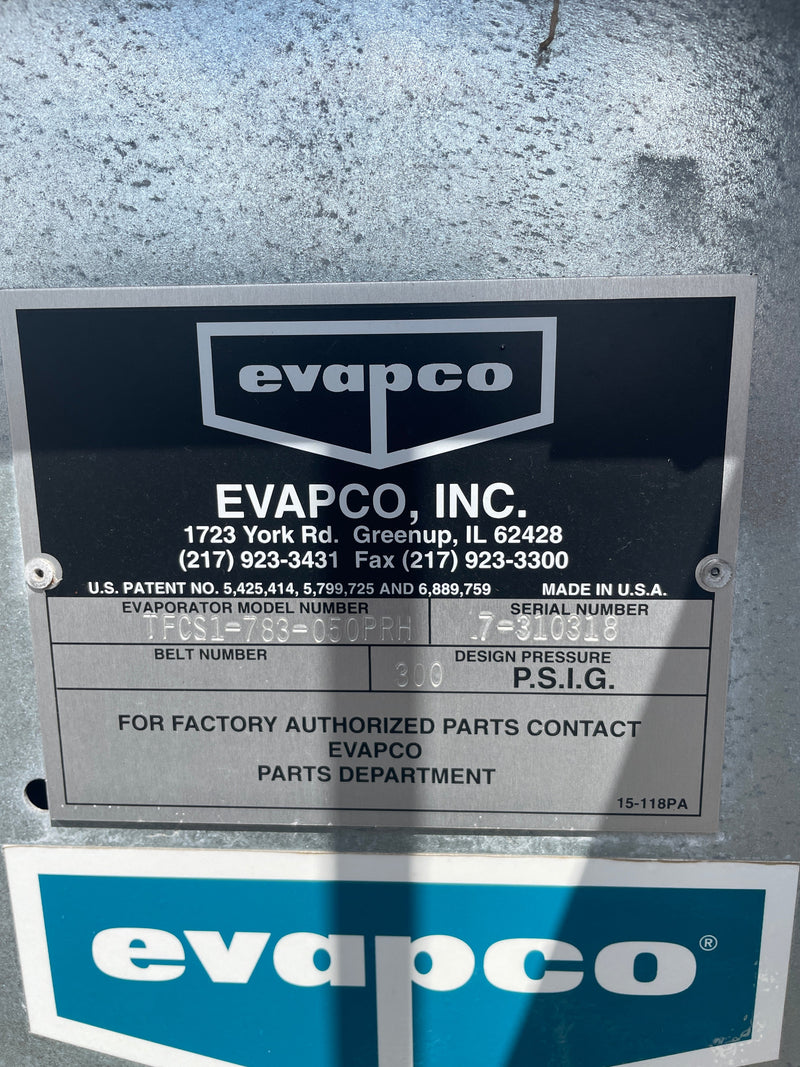 evapco
EVAPCO, INC.
1723 York Rd. Greenup, IL 62428
(217) 923-3431 Fax (217) 923-3300
U.S. PATENT NO. 5,425,414, 5,799,725 AND 6,889,759 MADE IN U.S.A.
EVAPORATOR MODEL NUMBER SERIAL NUMBER
TFCS1-783-050PRH 17-310318
BELT NUMBER DESIGN PRESSURE
300 P.S.I.G.
FOR FACTORY AUTHORIZED PARTS CONTACT
EVAPCO
PARTS DEPARTMENT
15-118PA
evapco®